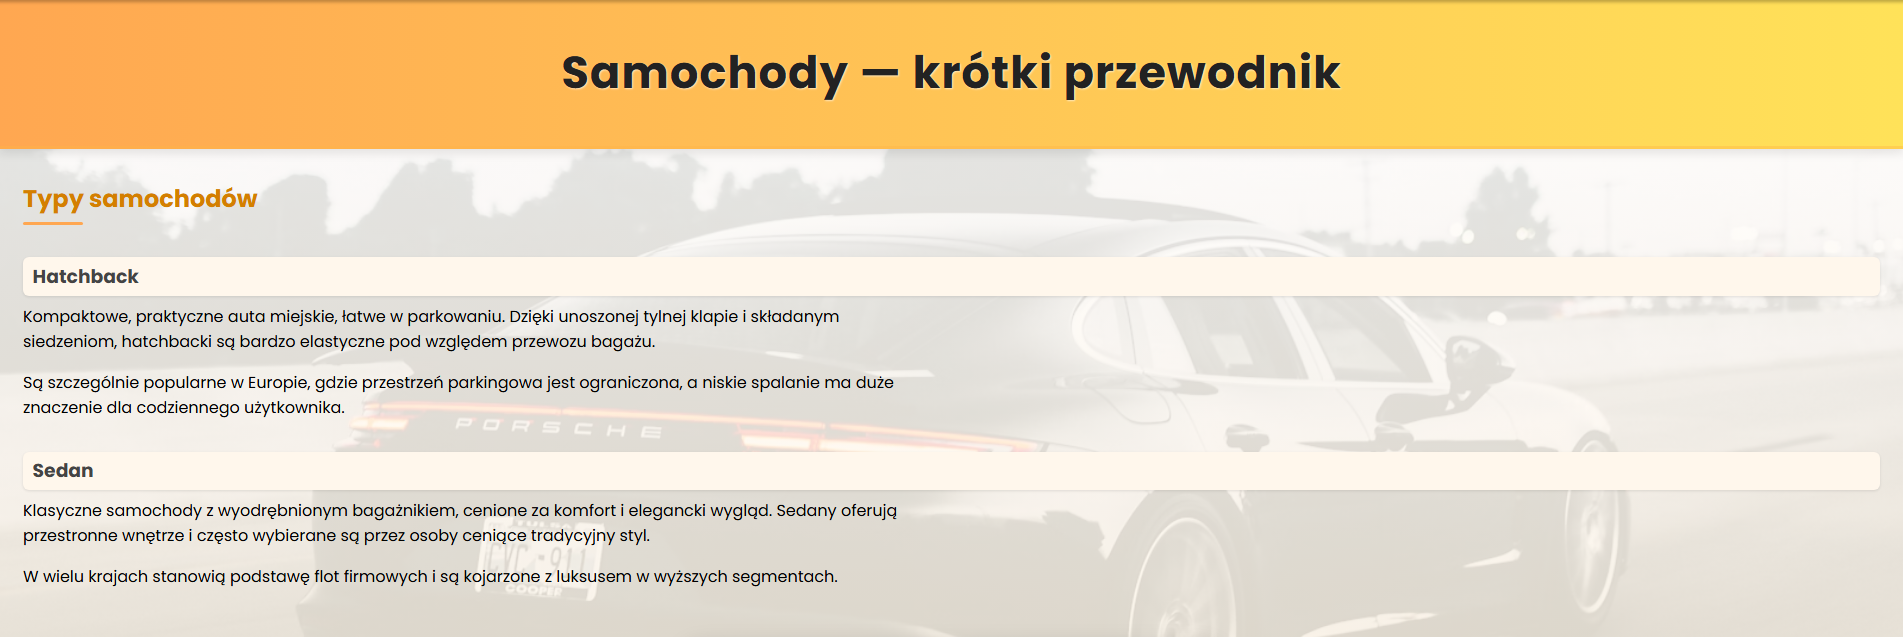 Samochody — krótki przewodnik
Typy samochodów
Hatchback
Kompaktowe, praktyczne auta miejskie, łatwe w parkowaniu. Dzięki unoszonej tylnej klapie i składanym
siedzeniom, hatchbacki są bardzo elastyczne pod względem przewozu bagażu.
Są szczególnie popularne w Europie, gdzie przestrzeń parkingowa jest ograniczona, a niskie spalanie ma duże
znaczenie dla codziennego użytkownika.
PORSCHE
Sedan
Klasyczne samochody z wyodrębnionym bagażnikiem, cenione za komfort i elegancki wygląd. Sedany oferują
przestronne wnętrze i często wybierane są przez osoby ceniące tradycyjny styl.
CVC-911
W wielu krajach stanowią podstawę flot firmowych i są kojarzone z luksusem w wyższych segmentach.
COOPER